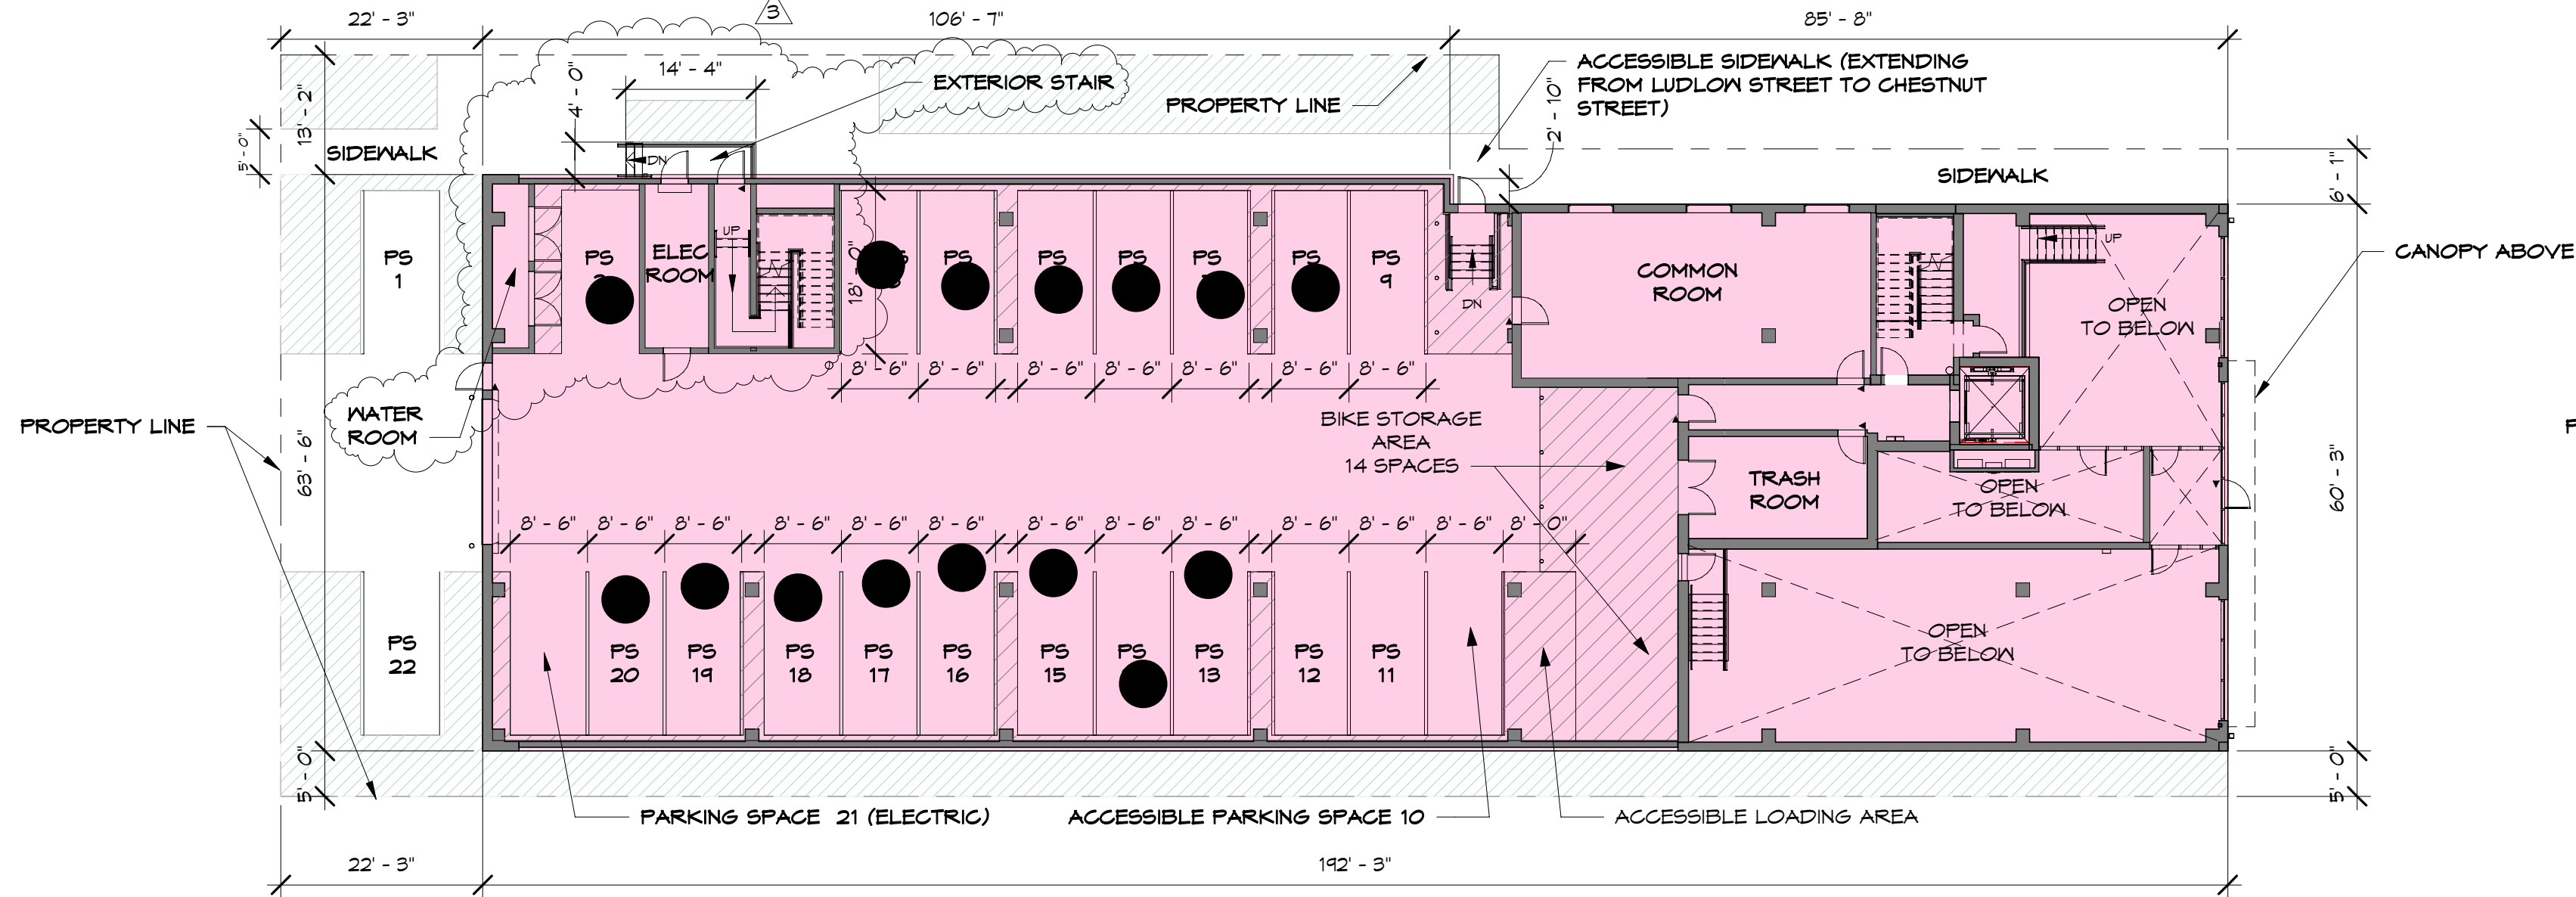 22' - 3"
3
106' - 7"
85' - 8"
14' - 4"
4' - 0"
EXTERIOR STAIR
PROPERTY LINE
ACCESSIBLE SIDEWALK (EXTENDING
FROM LUDLOW STREET TO CHESTNUT
STREET)
2' - 10"
13' - 2"
5' - 0"
SIDEWALK
DN
SIDEWALK
6' - 1"
PS
1
PS
ELEC
ROOM
UP
18'
0"
PS
PS
PS
PS
PS
PS
9
DN
COMMON
ROOM
UP
OPEN
TO BELOW
CANOPY ABOVE
8' - 6"
8' - 6"
8' - 6"
8' - 6"
8' - 6"
8' - 6"
8' - 6"
WATER
ROOM
PROPERTY LINE
63' - 6"
BIKE STORAGE
AREA
14 SPACES
TRASH
ROOM
OPEN
TO BELOW
60' - 3"
8' - 6"
8' - 6"
8' - 6"
8' - 6"
8' - 6"
8' - 6"
8' - 6"
8' - 6"
8' - 6"
8' - 6"
8' - 6"
8' - 6"
8' - 0"
PS
22
PS
20
PS
19
PS
18
PS
17
PS
16
PS
15
PS
PS
13
PS
12
PS
11
OPEN
TO BELOW
5' - 0"
5' - 0"
PARKING SPACE 21 (ELECTRIC)
ACCESSIBLE PARKING SPACE 10
ACCESSIBLE LOADING AREA
22' - 3"
192' - 3"